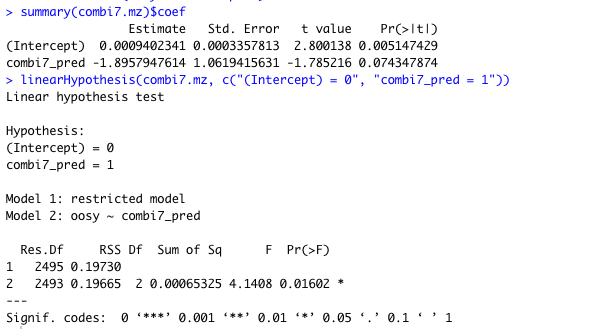 > summary(combi7.mz)$coef
Estimate Std. Error t value Pr(>|t|)
(Intercept) 0.0009402341 0.0003357813 2.800138 0.005147429
combi7_pred -1.8957947614 1.0619415631 -1.785216 0.074347874
> linearHypothesis(combi7.mz, c("(Intercept) = 0", "combi7_pred = 1"))
Linear hypothesis test
Hypothesis:
(Intercept) = 0
combi7_pred = 1
Model 1: restricted model
Model 2: oosy ~ combi7_pred
Res.Df RSS Df Sum of Sq F Pr(>F)
1 2495 0.19730
2 2493 0.19665 2 0.00065325 4.1408 0.01602 *
---
Signif. codes: 0 ‘***’ 0.001 ‘**’ 0.01 ‘*’ 0.05 ‘.’ 0.1 ‘ ’ 1